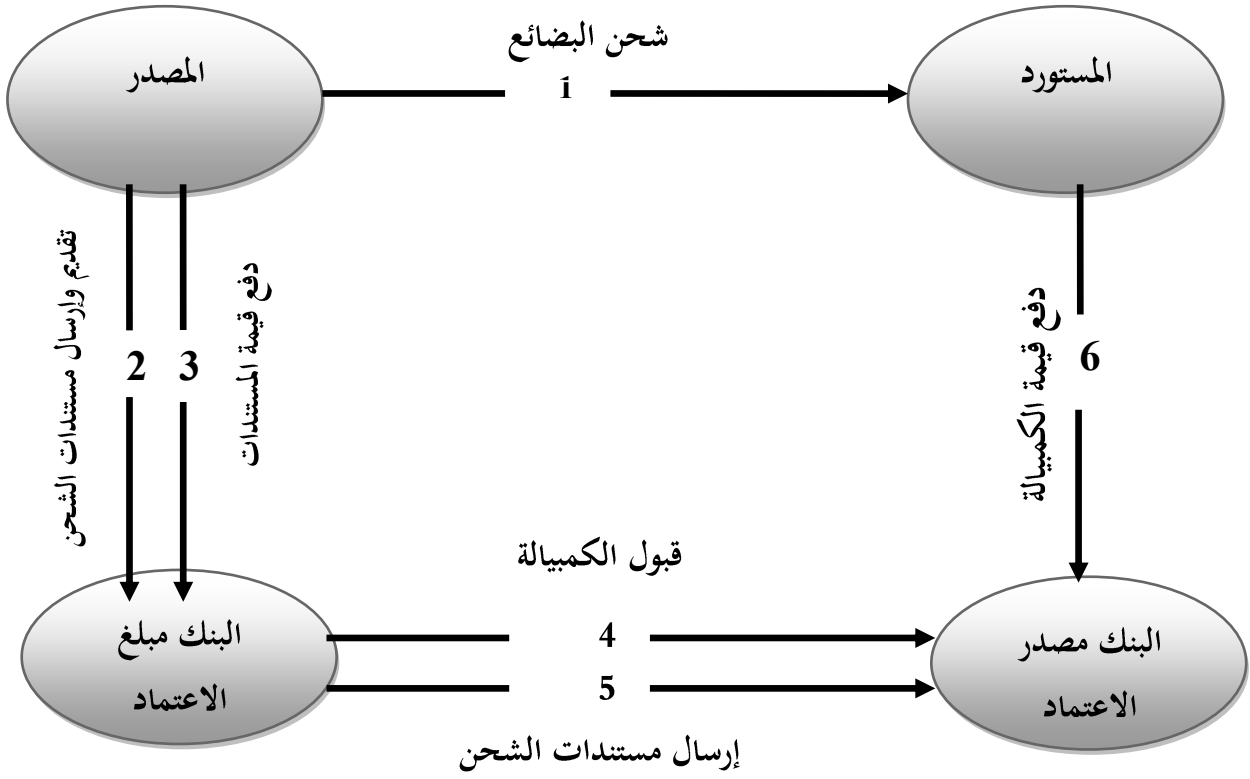 شحن البضائع
المستورد
1
المصدر
تقديم وإرسال مستندات الشحن
2
3
دفع قيمة المستندات
دفع قيمة الكمبيالة
6
قبول الكمبيالة
البنك مصدر
الاعتماد
4
5
البنك مبلغ
الاعتماد
إرسال مستندات الشحن